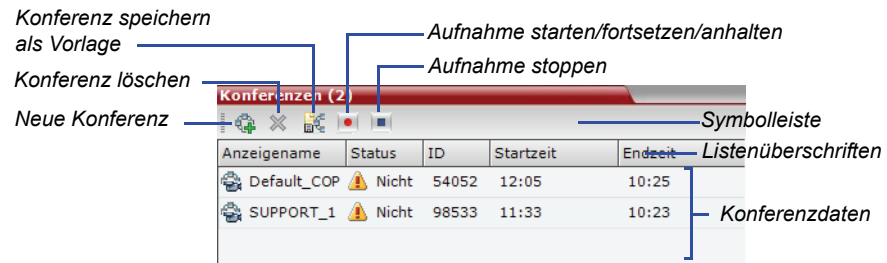 Konferenz speichern
als Vorlage
Aufnahme starten/fortsetzen/anhalten
Konferenz löschen
Aufnahme stoppen
Konferenzen (2)
Neue Konferenz
Symbolleiste
Anzeigename Status ID Startzeit Endzeit
Listenüberschriften
Default_COP Nicht 54052 12:05 10:25
SUPPORT_1 Nicht 98533 11:33 10:23
Konferenzdaten